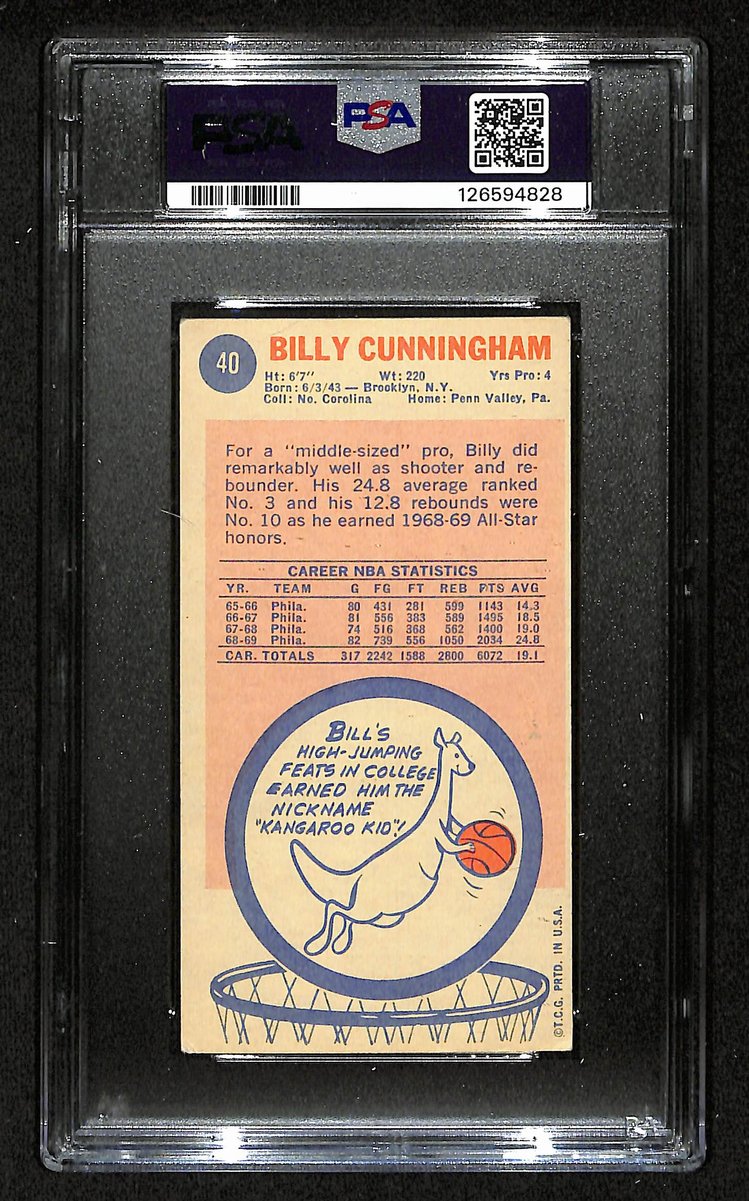 PSA
PSA
126594828
40
BILLY CUNNINGHAM
Ht: 6'7" Wt: 220 Yrs Pro: 4
Born: 6/3/43 — Brooklyn, N.Y.
Coll: No. Corolina Home: Penn Valley, Pa.
For a "middle-sized" pro, Billy did
remarkably well as shooter and re-
bounder. His 24.8 average ranked
No. 3 and his 12.8 rebounds were
No. 10 as he earned 1968-69 All-Star
honors.
CAREER NBA STATISTICS
YR. TEAM G FG FT REB PTS AVG
65-66 Phila. 80 431 281 599 1143 14.3
66-67 Phila. 81 556 383 589 1495 18.5
67-68 Phila. 74 516 368 562 1400 19.0
68-69 Phila. 82 739 556 1050 2034 24.8
CAR. TOTALS 317 2242 1588 2800 6072 19.1
BILL'S
HIGH-JUMPING
FEATS IN COLLEGE
EARNED HIM THE
NICKNAME
"KANGAROO KID"!
©T.C.G. PRTD. IN U.S.A.